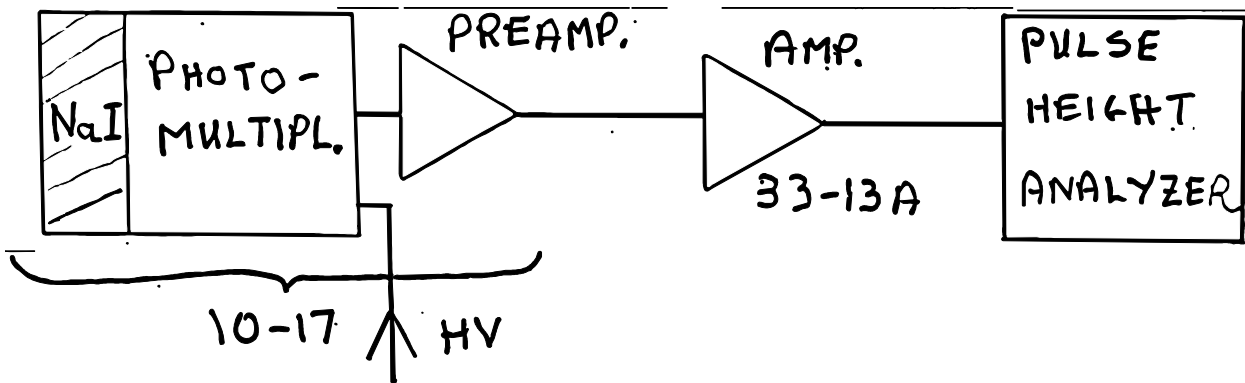 PREAMP.
AMP.
PULSE
HEIGHT
ANALYZER
PHOTO-
MULTIPL.
NaI
33-13A
10-17
HV